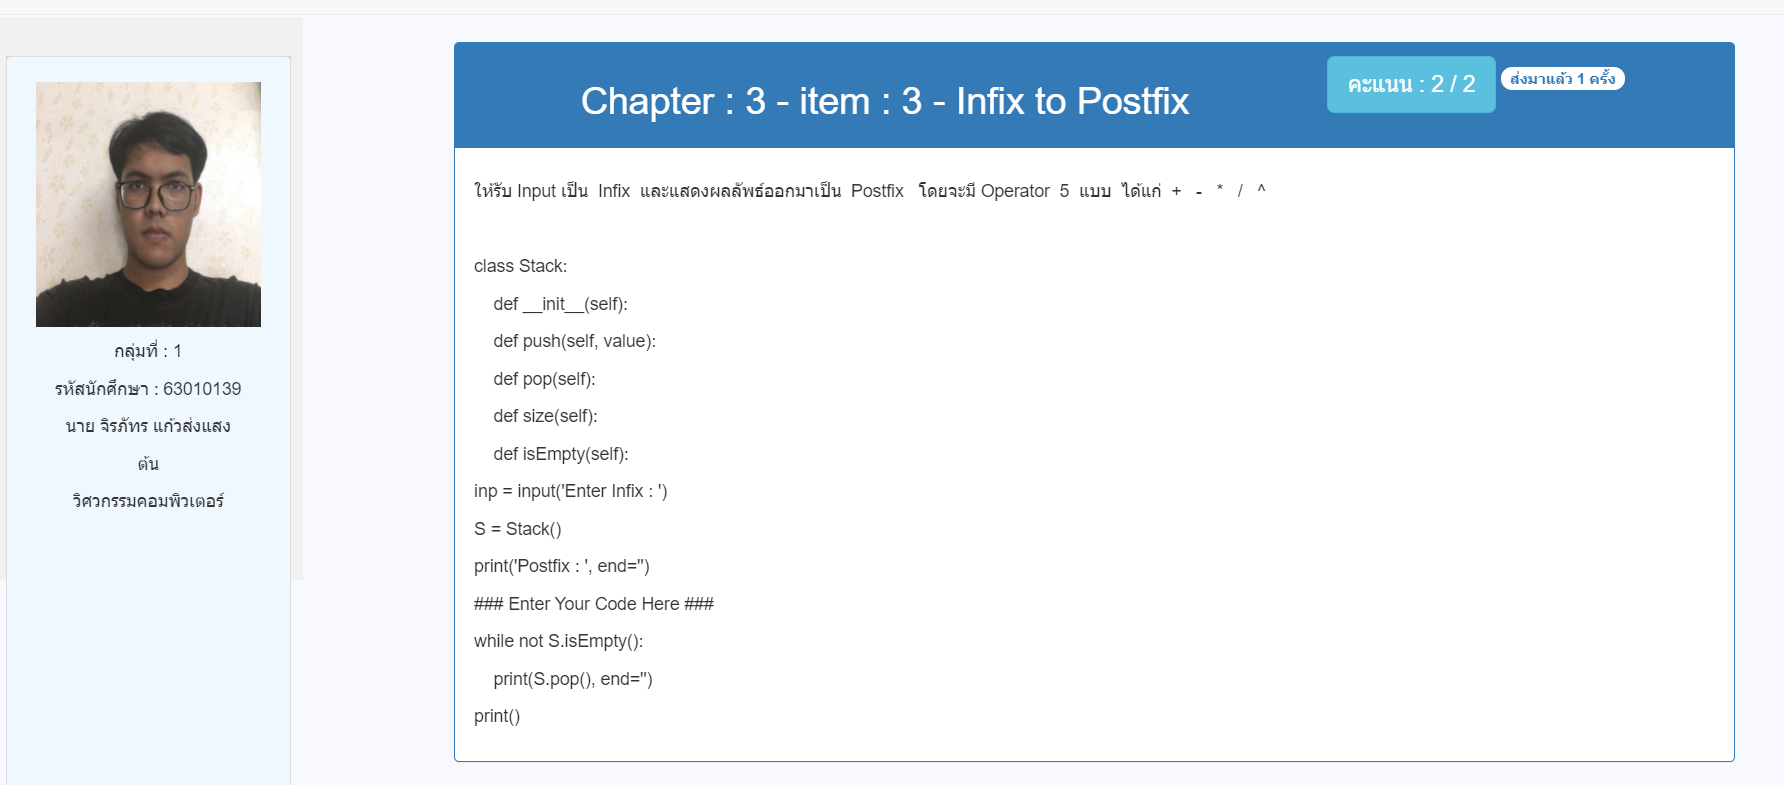 Chapter : 3 - item : 3 - Infix to Postfix
คะแนน : 2 / 2
ส่งมาแล้ว 1 ครั้ง
กลุ่มที่ : 1
รหัสนักศึกษา : 63010139
นาย จิรภัทร แก้วส่งแสง
ต้น
วิศวกรรมคอมพิวเตอร์
ให้รับ Input เป็น Infix และแสดงผลลัพธ์ออกมาเป็น Postfix โดยจะมี Operator 5 แบบ ได้แก่ + - * / ^
class Stack:
def __init__(self):
def push(self, value):
def pop(self):
def size(self):
def isEmpty(self):
inp = input('Enter Infix : ')
S = Stack()
print('Postfix : ', end='')
### Enter Your Code Here ###
while not S.isEmpty():
print(S.pop(), end='')
print()